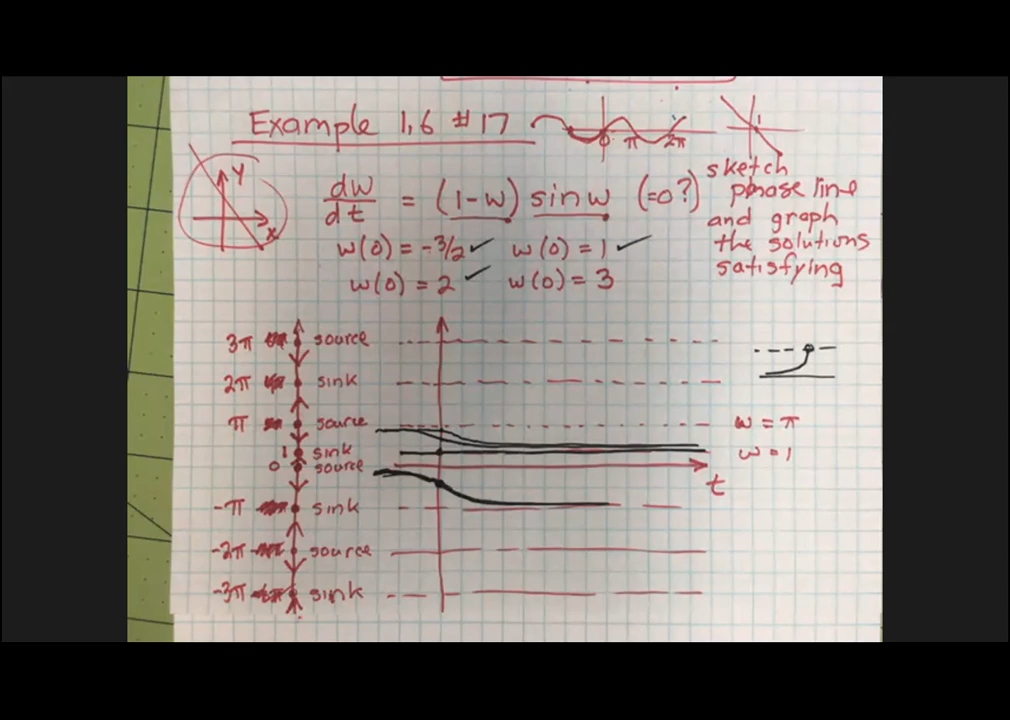 Example 1.6 #17
0 π 2π 1
Y
x
dw/dt = (1-w) sin w (=0?)
sketch
phase line
and graph
the solutions
satisfying
w(0) = -3/2 ✓ w(0) = 1 ✓
w(0) = 2 ✓ w(0) = 3
3π source
2π sink
π source
w = π
1 sink
w = 1
0 source
t
-π sink
-2π source
-3π sink